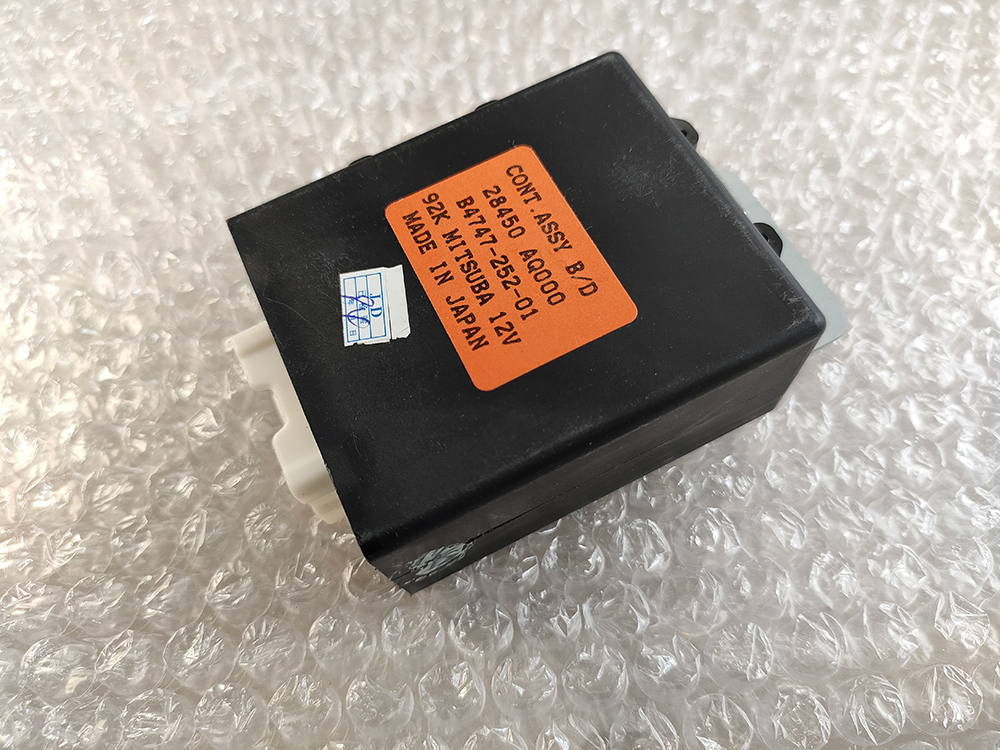 CONT.ASSY B/D
28450 AQ000
B4747-252-01
92K MITSUBA 12V
MADE IN JAPAN